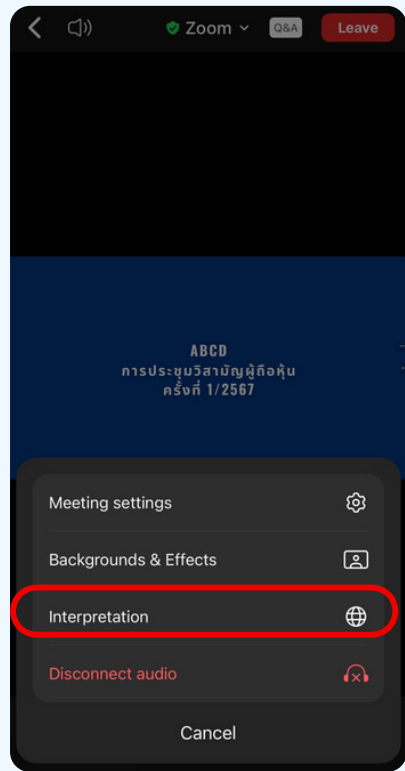 Zoom
Q&A
Leave
ABCD
การประชุมวิสามัญผู้ถือหุ้น
ครั้งที่ 1/2567
Meeting settings
Backgrounds & Effects
Interpretation
Disconnect audio
Cancel